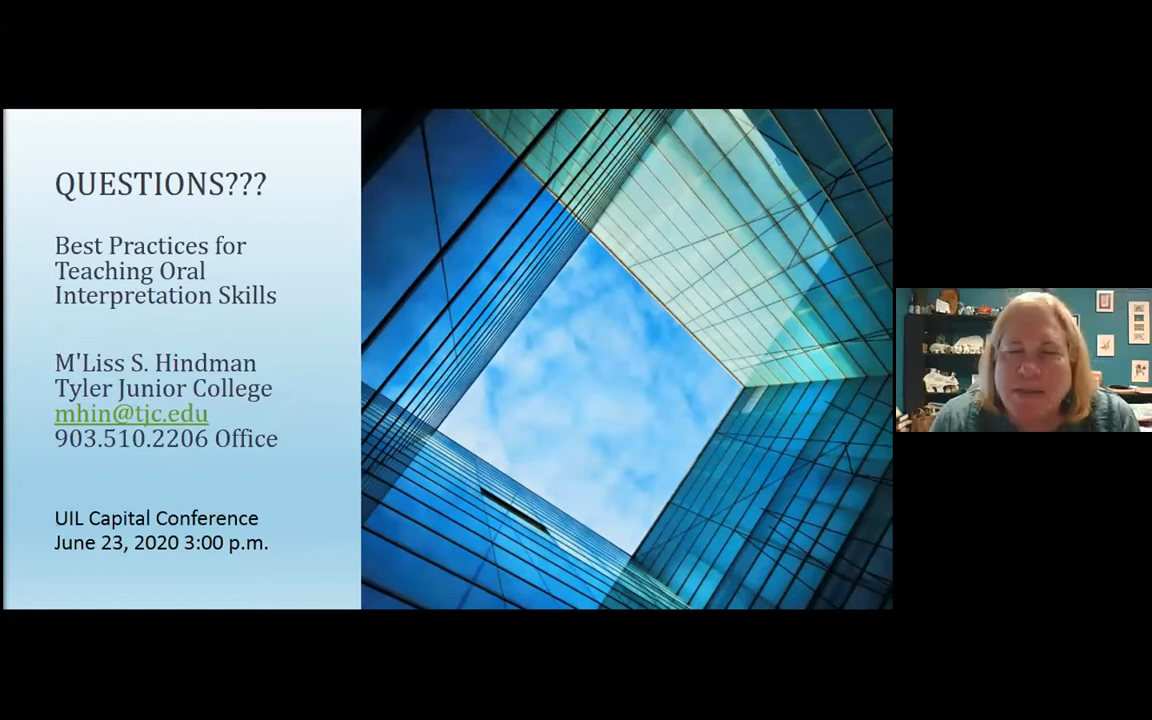 QUESTIONS???
Best Practices for
Teaching Oral
Interpretation Skills
M'Liss S. Hindman
Tyler Junior College
mhin@tjc.edu
903.510.2206 Office
UIL Capital Conference
June 23, 2020 3:00 p.m.